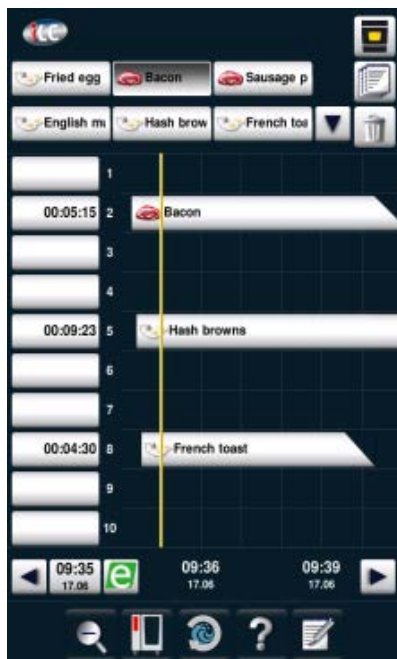 iLC
Fried egg Bacon Sausage p
English mu Hash brow French toa
1
00:05:15 2 Bacon
3
4
00:09:23 5 Hash browns
6
7
00:04:30 8 French toast
9
10
09:35 e 09:36 09:39
17.06 17.06 17.06
?